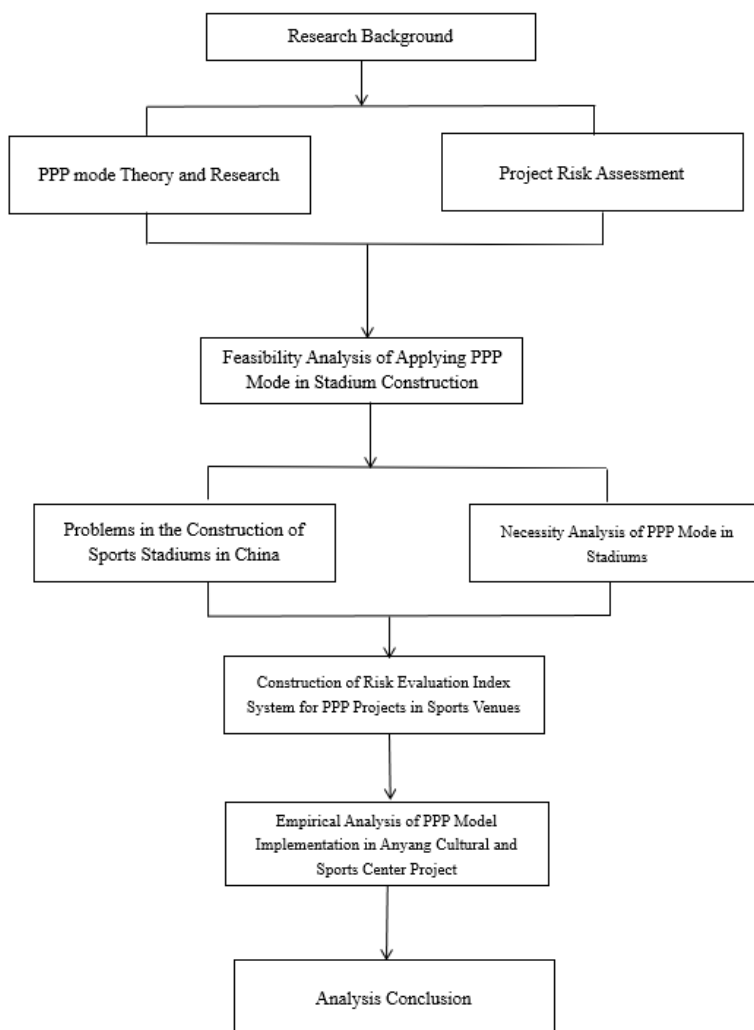 Research Background
PPP mode Theory and Research
Project Risk Assessment
Feasibility Analysis of Applying PPP
Mode in Stadium Construction
Problems in the Construction of
Sports Stadiums in China
Necessity Analysis of PPP Mode in
Stadiums
Construction of Risk Evaluation Index
System for PPP Projects in Sports Venues
Empirical Analysis of PPP Model
Implementation in Anyang Cultural and
Sports Center Project
Analysis Conclusion